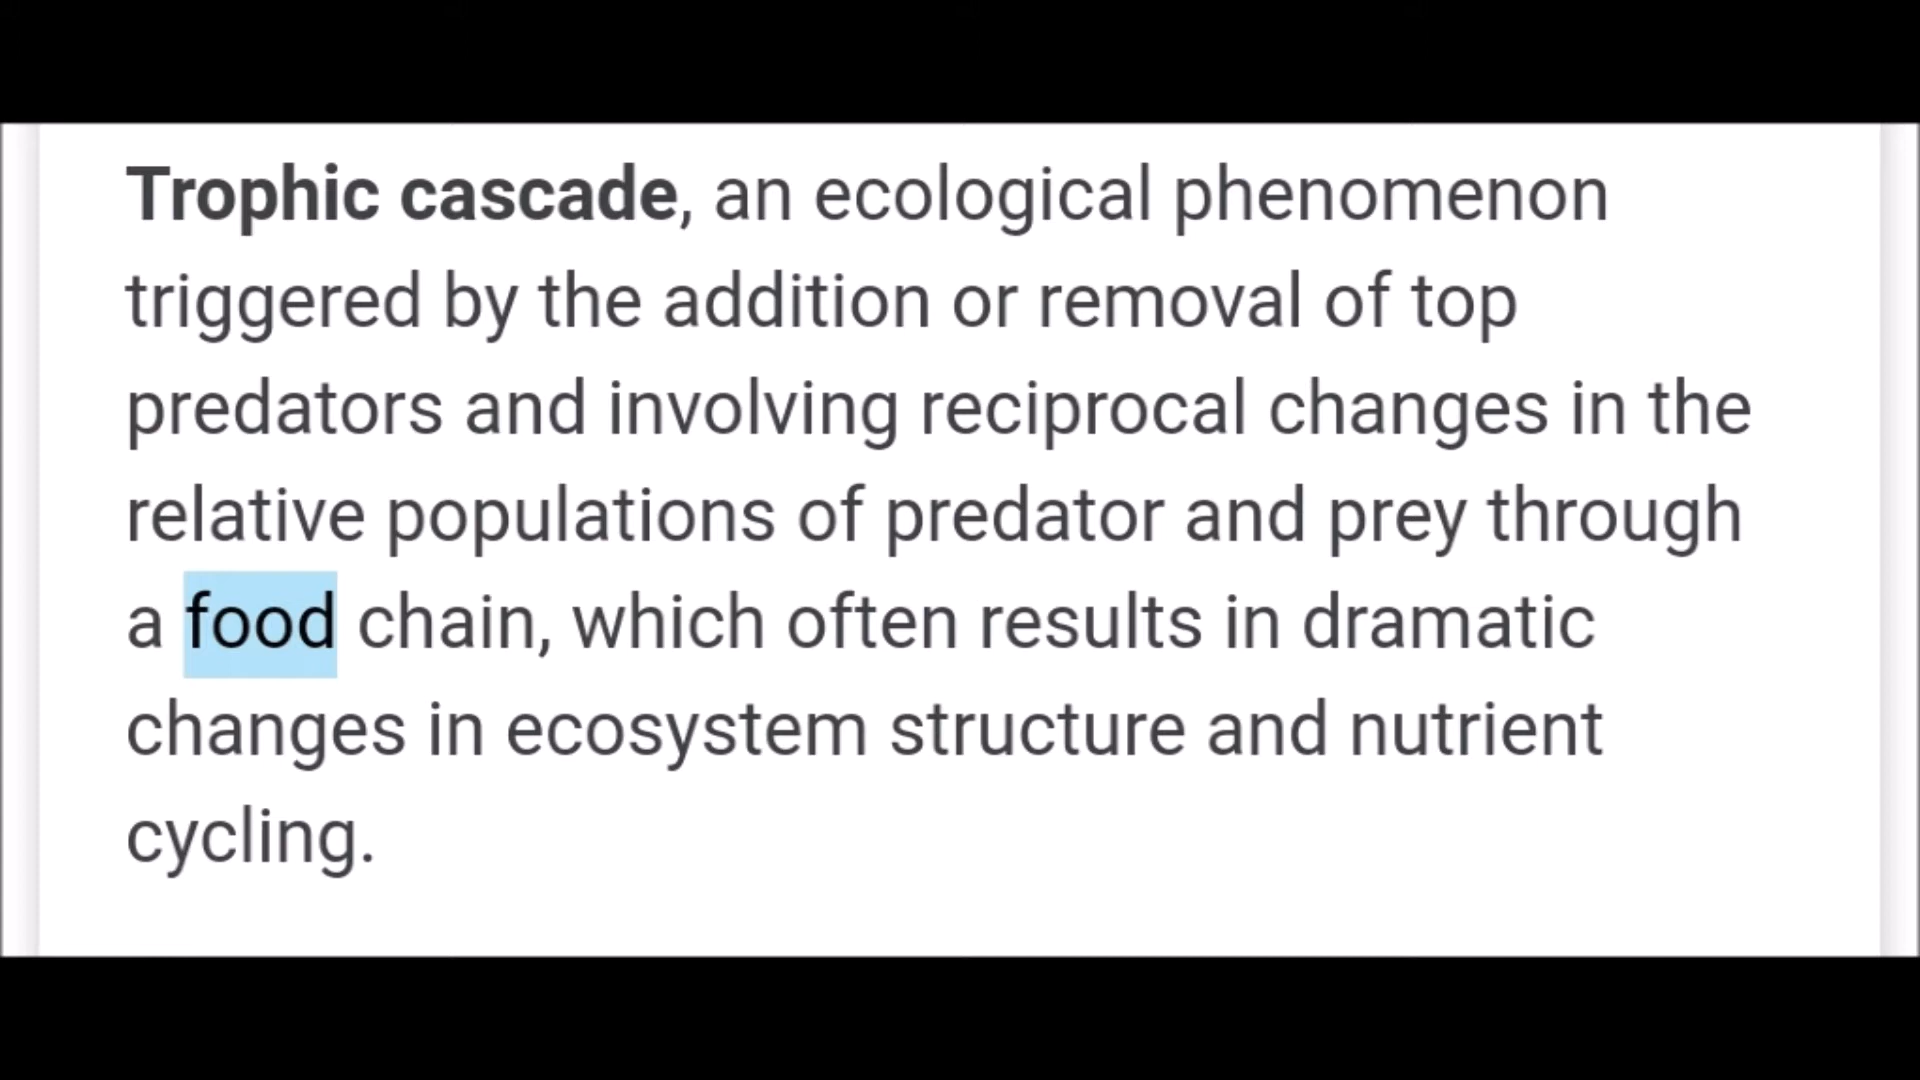 Trophic cascade, an ecological phenomenon
triggered by the addition or removal of top
predators and involving reciprocal changes in the
relative populations of predator and prey through
a food chain, which often results in dramatic
changes in ecosystem structure and nutrient
cycling.